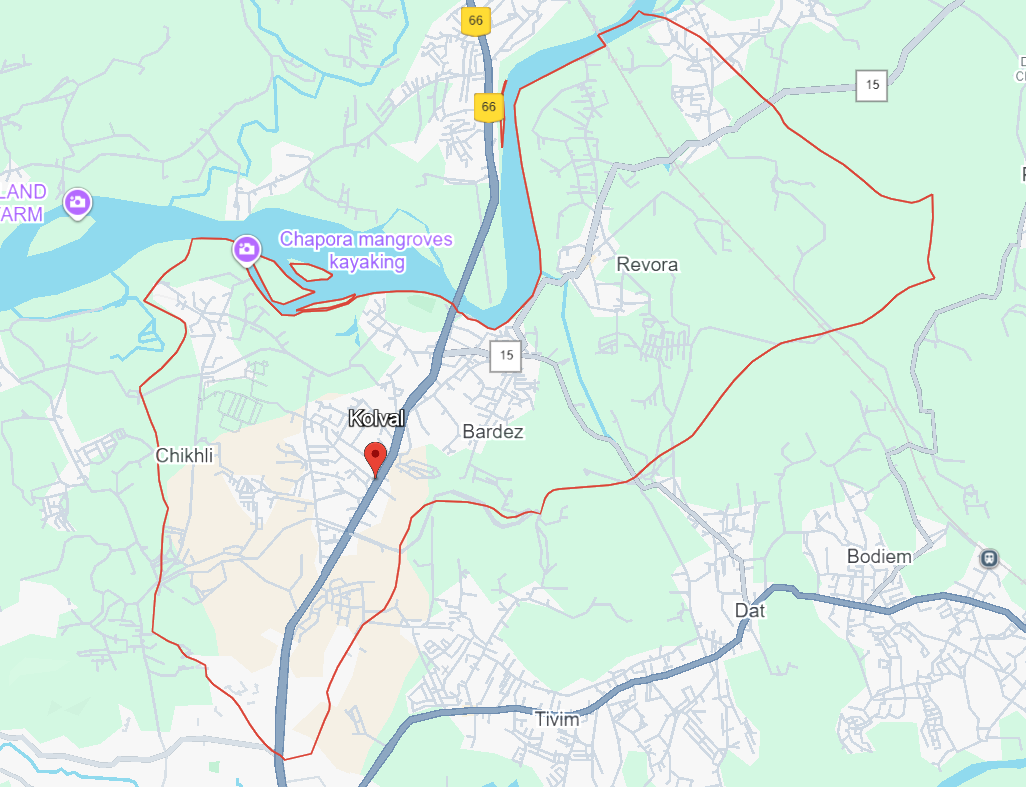 66
66
15
LAND
ARM
Chapora mangroves
kayaking
Revora
15
Kolval
Bardez
Chikhli
Bodiem
Dat
Tivim